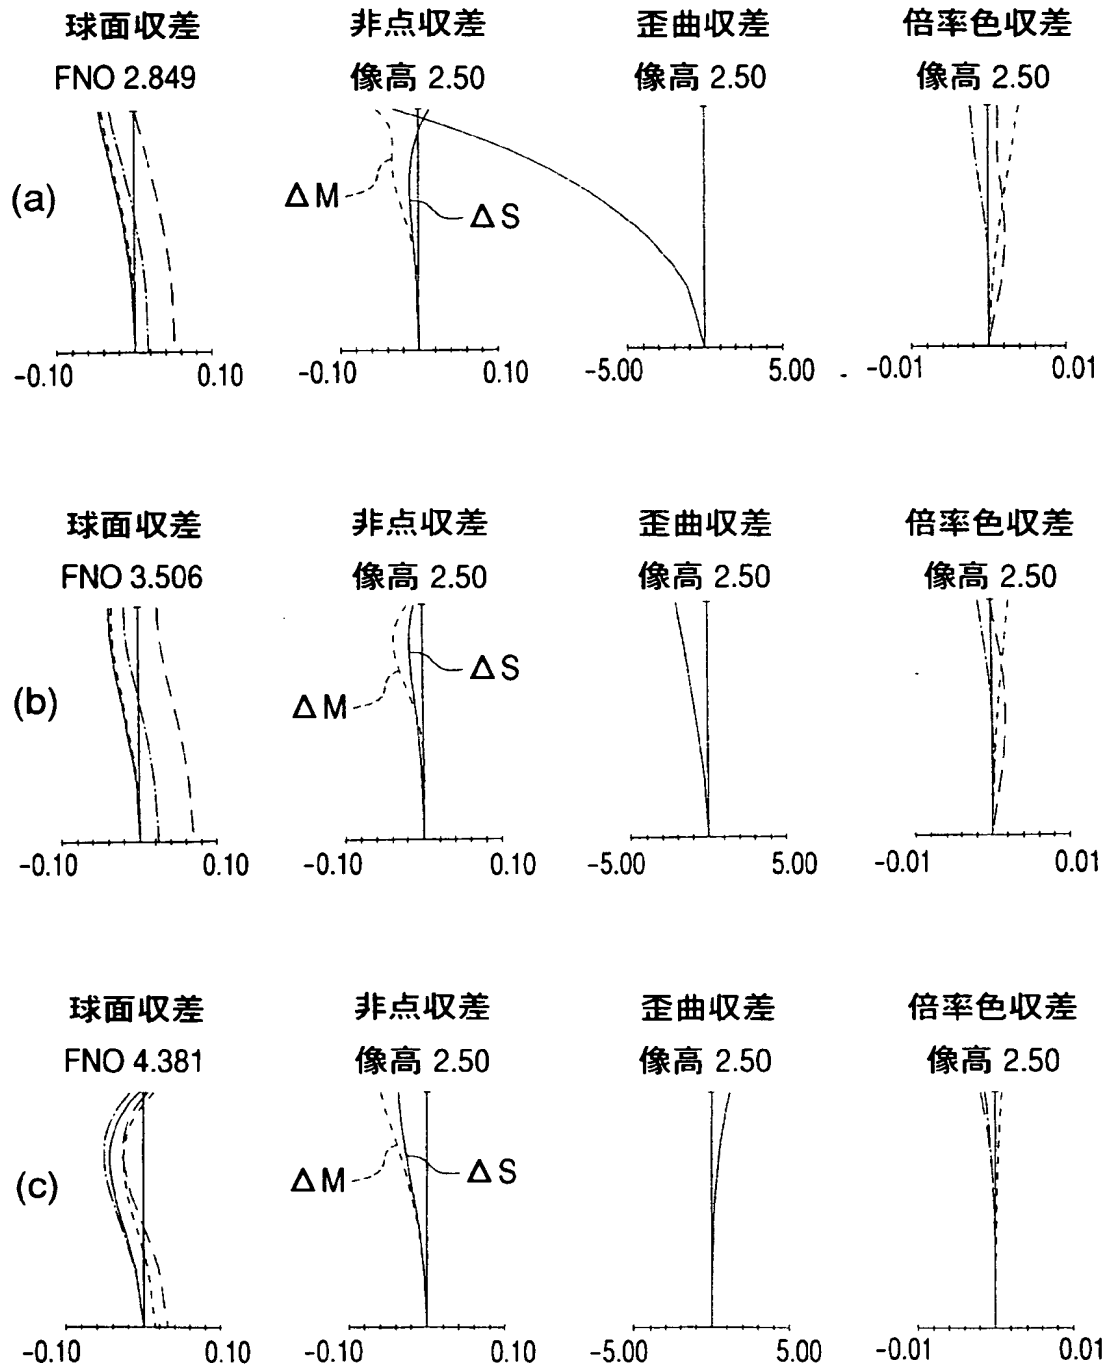 球面収差 非点収差 歪曲収差 倍率色収差
FNO 2.849 像高 2.50 像高 2.50 像高 2.50
(a)
ΔM
ΔS
-0.10 0.10 -0.10 0.10 -5.00 5.00 -0.01 0.01
球面収差 非点収差 歪曲収差 倍率色収差
FNO 3.506 像高 2.50 像高 2.50 像高 2.50
(b)
ΔS
ΔM
-0.10 0.10 -0.10 0.10 -5.00 5.00 -0.01 0.01
球面収差 非点収差 歪曲収差 倍率色収差
FNO 4.381 像高 2.50 像高 2.50 像高 2.50
(c)
ΔM ΔS
-0.10 0.10 -0.10 0.10 -5.00 5.00 -0.01 0.01